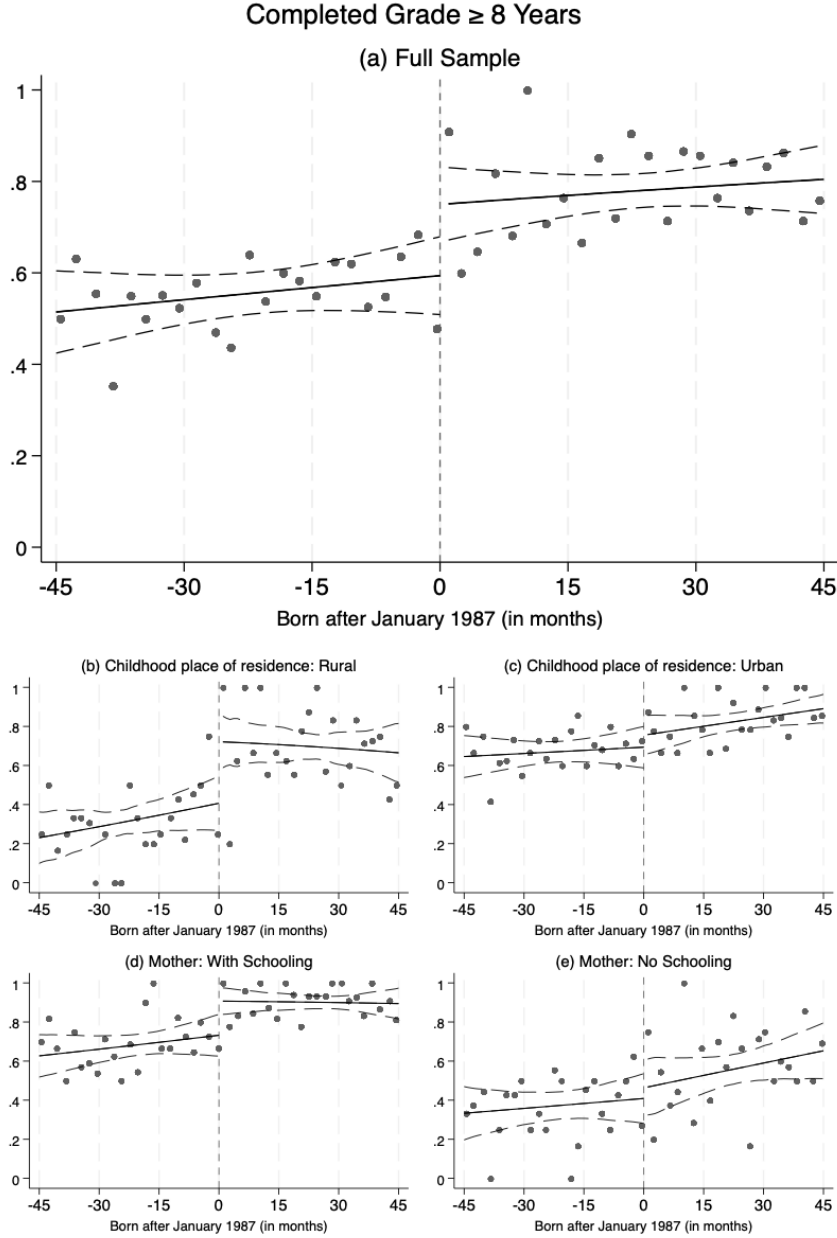 Completed Grade ≥ 8 Years
(a) Full Sample
1
.8
.6
.4
.2
0
-45 -30 -15 0 15 30 45
Born after January 1987 (in months)
(b) Childhood place of residence: Rural
1
.8
.6
.4
.2
0
-45 -30 -15 0 15 30 45
Born after January 1987 (in months)
(c) Childhood place of residence: Urban
1
.8
.6
.4
.2
0
-45 -30 -15 0 15 30 45
Born after January 1987 (in months)
(d) Mother: With Schooling
1
.8
.6
.4
.2
0
-45 -30 -15 0 15 30 45
Born after January 1987 (in months)
(e) Mother: No Schooling
1
.8
.6
.4
.2
0
-45 -30 -15 0 15 30 45
Born after January 1987 (in months)